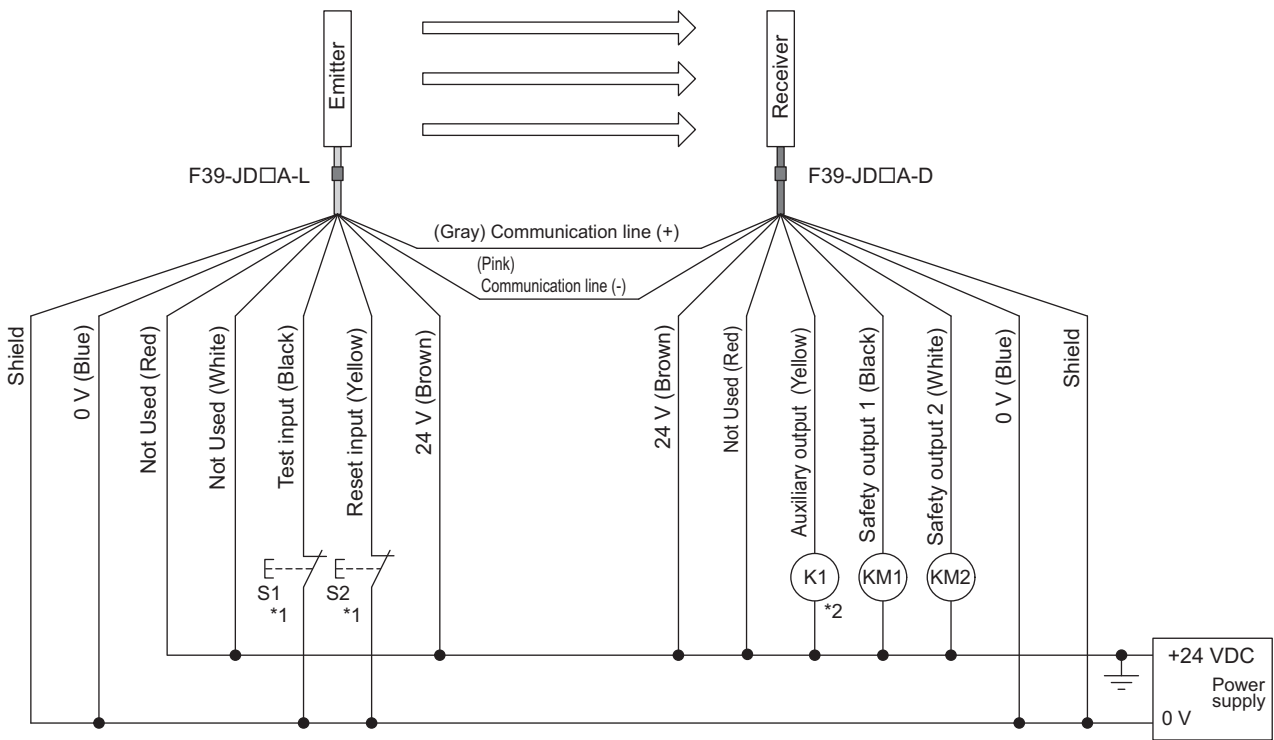 Emitter
Receiver
F39-JD□A-L
F39-JD□A-D
(Gray) Communication line (+)
(Pink)
Communication line (-)
Shield
0 V (Blue)
Not Used (Red)
Not Used (White)
Test input (Black)
Reset input (Yellow)
24 V (Brown)
24 V (Brown)
Not Used (Red)
Auxiliary output (Yellow)
Safety output 1 (Black)
Safety output 2 (White)
0 V (Blue)
Shield
S1
*1
S2
*1
K1
*2
KM1
KM2
+24 VDC
Power
supply
0 V